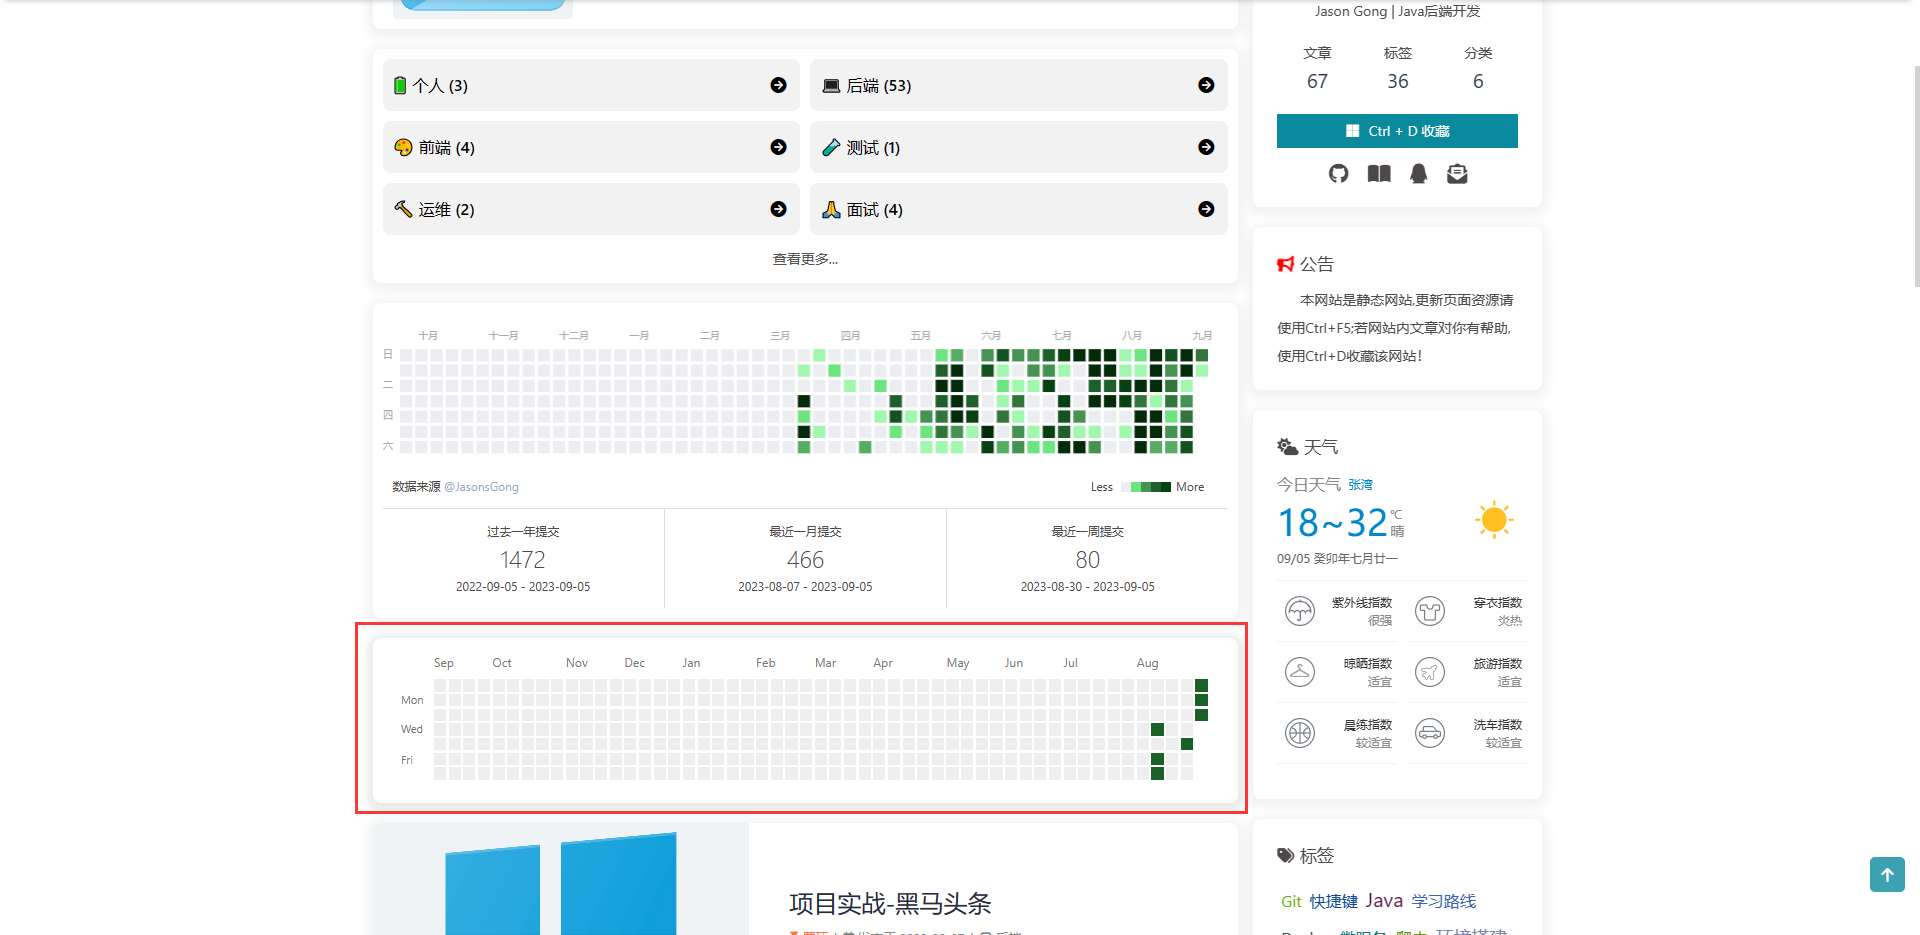 Jason Gong | Java后端开发
文章 标签 分类
67 36 6
Ctrl + D 收藏
个人 (3)
后端 (53)
前端 (4)
测试 (1)
运维 (2)
面试 (4)
查看更多...
公告
本网站是静态网站,更新页面资源请
使用Ctrl+F5;若网站内文章对你有帮助,
使用Ctrl+D收藏该网站!
十月 十一月 十二月 一月 二月 三月 四月 五月 六月 七月 八月 九月
日
二
四
六
数据来源 @JasonsGong
Less More
过去一年提交
1472
2022-09-05 - 2023-09-05
最近一月提交
466
2023-08-07 - 2023-09-05
最近一周提交
80
2023-08-30 - 2023-09-05
天气
今日天气 张湾
18~32 ℃
晴
09/05 癸卯年七月廿一
紫外线指数
很强
穿衣指数
炎热
晾晒指数
适宜
旅游指数
适宜
晨练指数
较适宜
洗车指数
较适宜
Sep Oct Nov Dec Jan Feb Mar Apr May Jun Jul Aug
Mon
Wed
Fri
项目实战-黑马头条
标签
Git 快捷键 Java 学习路线